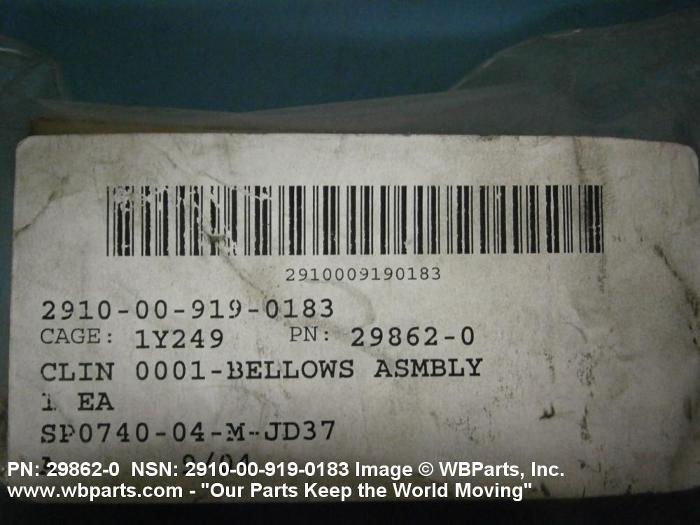 2910009190183
2910-00-919-0183
CAGE: 1Y249 PN: 29862-0
CLIN 0001-BELLOWS ASMBLY
1 EA
SP0740-04-M-JD37
9/04
PN: 29862-0 NSN: 2910-00-919-0183 Image © WBParts, Inc.
www.wbparts.com - "Our Parts Keep the World Moving"